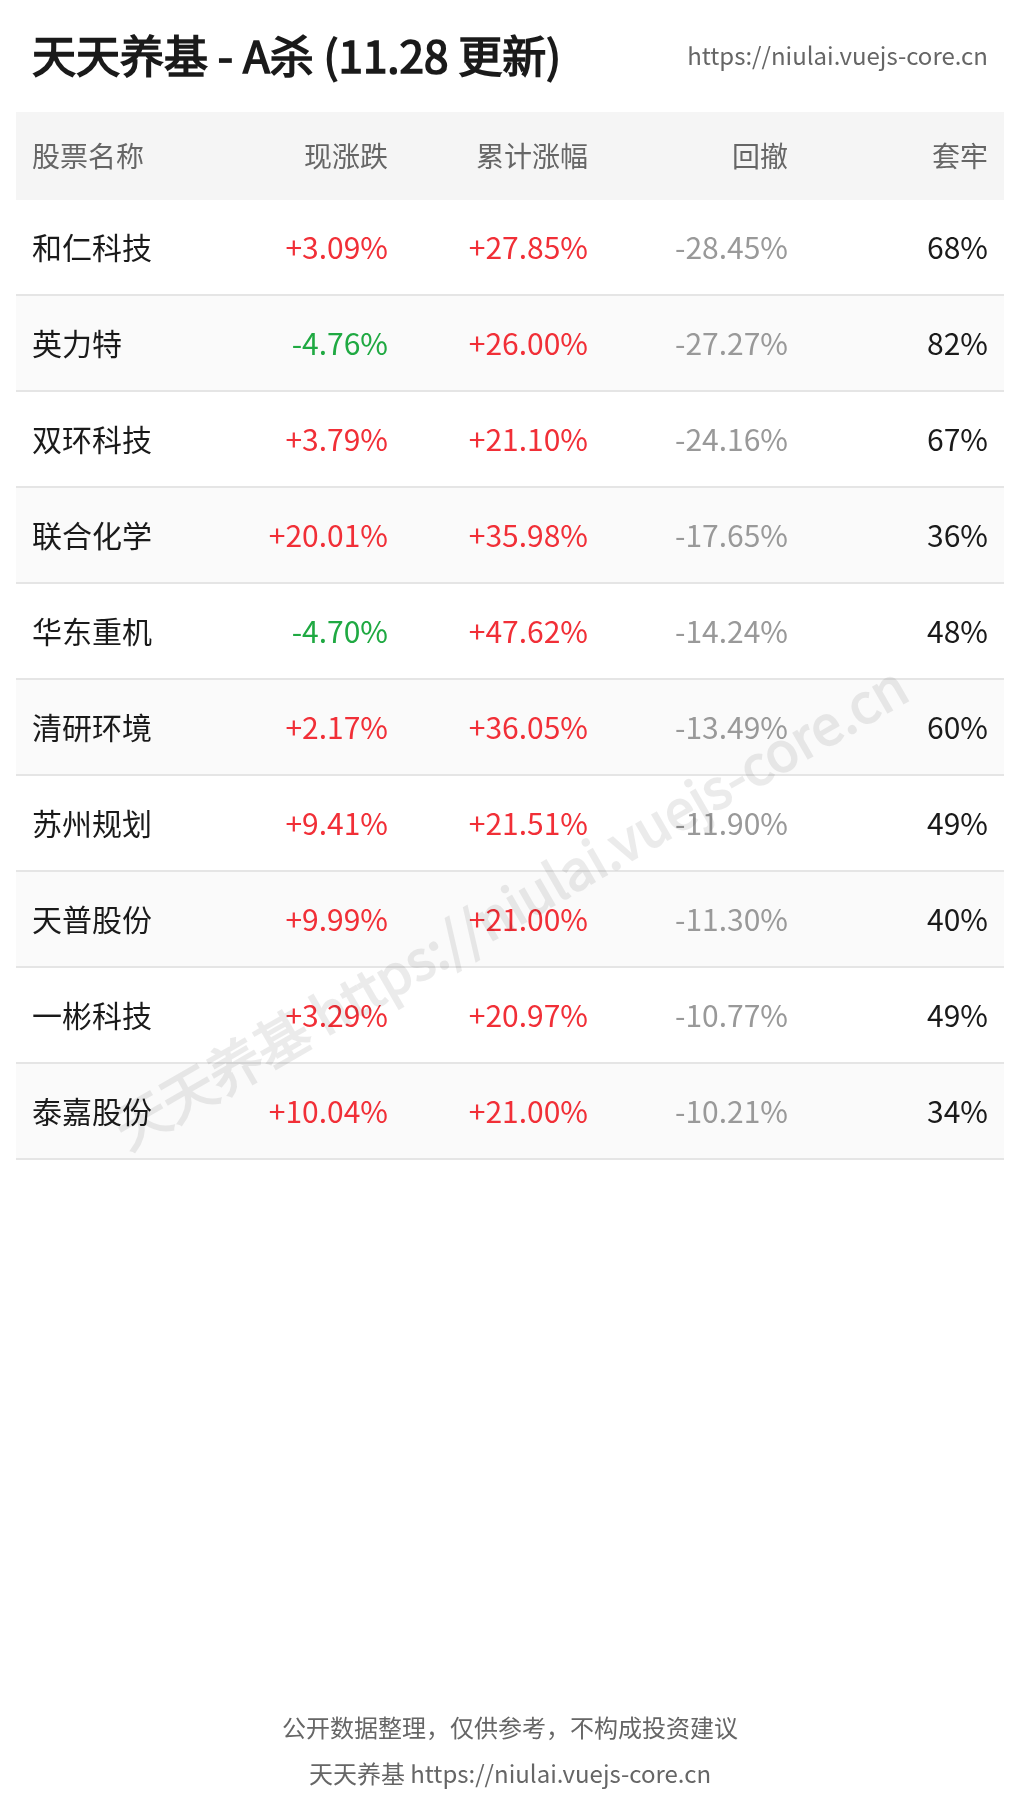 天天养基 - A杀 (11.28 更新) https://niulai.vuejs-core.cn
股票名称 现涨跌 累计涨幅 回撤 套牢
和仁科技 +3.09% +27.85% -28.45% 68%
英力特 -4.76% +26.00% -27.27% 82%
双环科技 +3.79% +21.10% -24.16% 67%
联合化学 +20.01% +35.98% -17.65% 36%
华东重机 -4.70% +47.62% -14.24% 48%
清研环境 +2.17% +36.05% -13.49% 60%
苏州规划 +9.41% +21.51% -11.90% 49%
天普股份 +9.99% +21.00% -11.30% 40%
一彬科技 +3.29% +20.97% -10.77% 49%
泰嘉股份 +10.04% +21.00% -10.21% 34%
天天养基 https://niulai.vuejs-core.cn
公开数据整理，仅供参考，不构成投资建议
天天养基 https://niulai.vuejs-core.cn